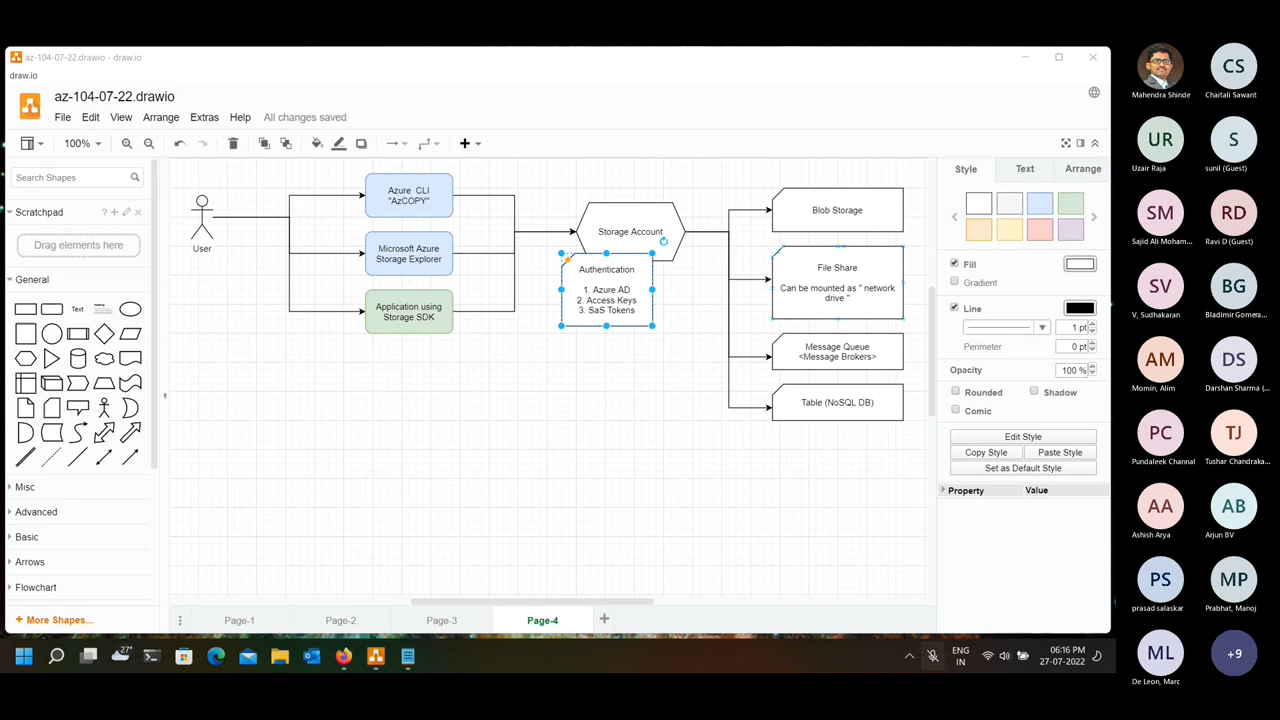 az-104-07-22.drawio - draw.io
draw.io
az-104-07-22.drawio
File Edit View Arrange Extras Help All changes saved
100%
Search Shapes
Scratchpad
Drag elements here
General
Text
Misc
Advanced
Basic
Arrows
Flowchart
+ More Shapes...
User
Azure CLI
"AzCOPY"
Microsoft Azure
Storage Explorer
Application using
Storage SDK
Storage Account
Authentication
1. Azure AD
2. Access Keys
3. SaS Tokens
Blob Storage
File Share
Can be mounted as " network
drive "
Message Queue
<Message Brokers>
Table (NoSQL DB)
Style Text Arrange
Fill
Gradient
Line
1 pt
Perimeter 0 pt
Opacity 100 %
Rounded Shadow
Comic
Edit Style
Copy Style Paste Style
Set as Default Style
Property Value
Page-1 Page-2 Page-3 Page-4
27°
ENG
IN
06:16 PM
27-07-2022
Mahendra Shinde
CS
Chaitali Sawant
UR
Uzair Raja
S
sunil (Guest)
SM
Sajid Ali Moham...
RD
Ravi D (Guest)
SV
V, Sudhakaran
BG
Bladimir Gomera...
AM
Momin, Alim
DS
Darshan Sharma (...
PC
Pundaleek Channal
TJ
Tushar Chandraka...
AA
Ashish Arya
AB
Arjun BV
PS
prasad salaskar
MP
Prabhat, Manoj
ML
De Leon, Marc
+9